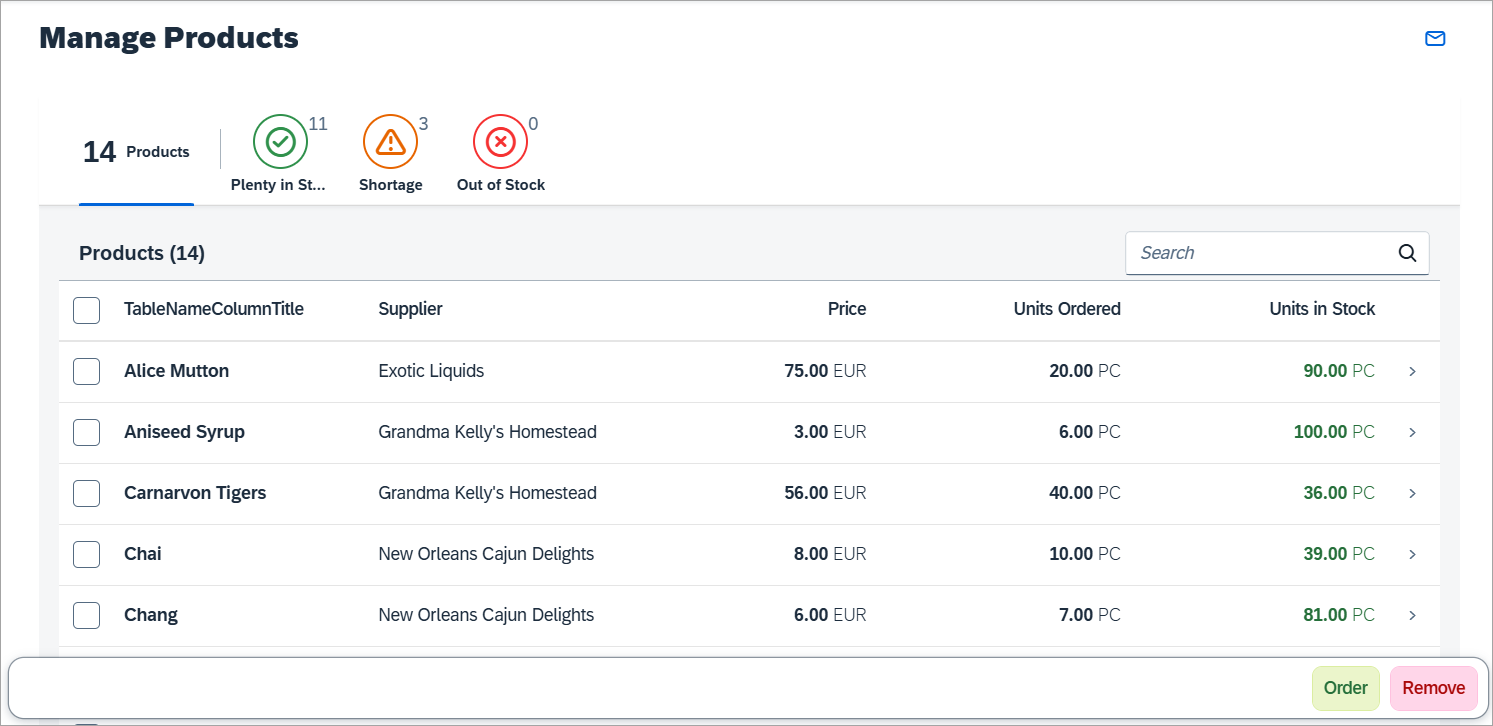 Manage Products
14 Products
11
3
0
Plenty in St...
Shortage
Out of Stock
Products (14)
Search
TableNameColumnTitle Supplier Price Units Ordered Units in Stock
Alice Mutton Exotic Liquids 75.00 EUR 20.00 PC 90.00 PC
Aniseed Syrup Grandma Kelly's Homestead 3.00 EUR 6.00 PC 100.00 PC
Carnarvon Tigers Grandma Kelly's Homestead 56.00 EUR 40.00 PC 36.00 PC
Chai New Orleans Cajun Delights 8.00 EUR 10.00 PC 39.00 PC
Chang New Orleans Cajun Delights 6.00 EUR 7.00 PC 81.00 PC
Order Remove